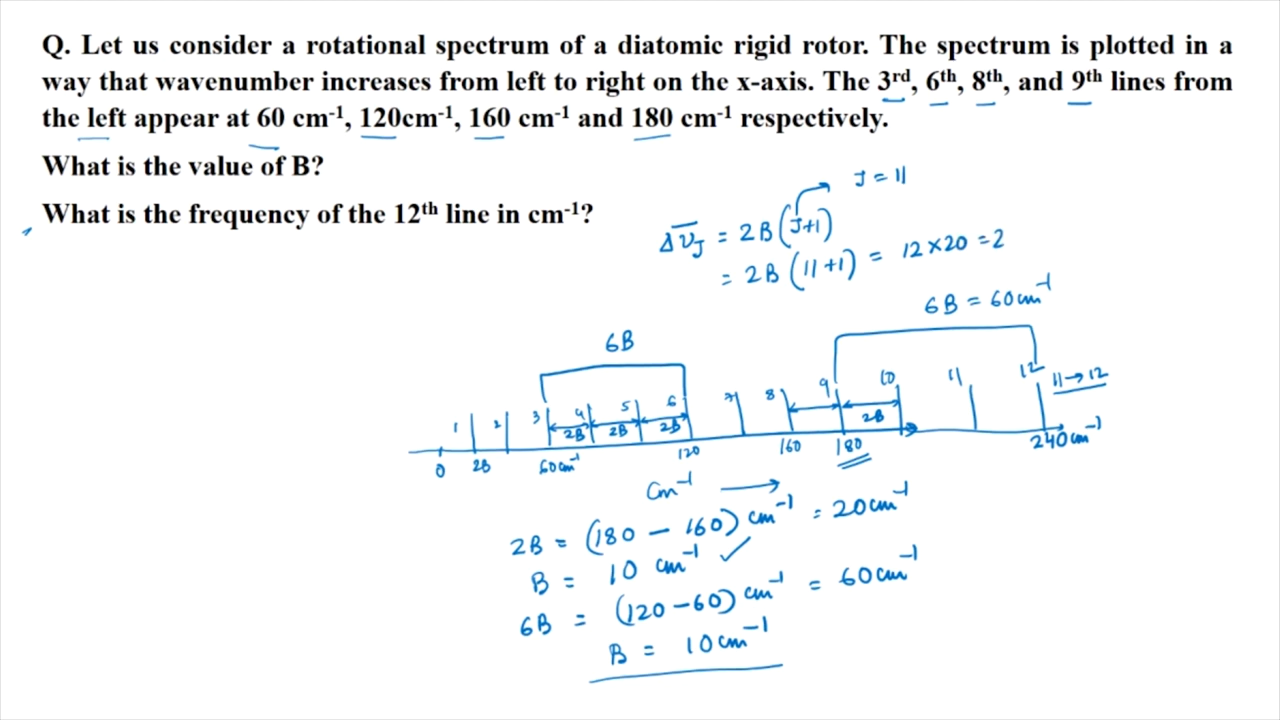 Q. Let us consider a rotational spectrum of a diatomic rigid rotor. The spectrum is plotted in a
way that wavenumber increases from left to right on the x-axis. The 3rd, 6th, 8th, and 9th lines from
the left appear at 60 cm-1, 120cm-1, 160 cm-1 and 180 cm-1 respectively.
What is the value of B?
What is the frequency of the 12th line in cm-1?
J = 11
Δν̅J = 2B(J+1)
= 2B(11+1) = 12×20 = 2
6B = 60 cm-1
6B
1 2 3 4 5 6 7 8 9 10 11 12 11→12
2B 2B 2B 2B
0 2B 60cm-1 120 160 180 240cm-1
cm-1 →
2B = (180 – 160) cm-1 = 20 cm-1
B = 10 cm-1 ✓
6B = (120-60) cm-1 = 60 cm-1
B = 10 cm-1